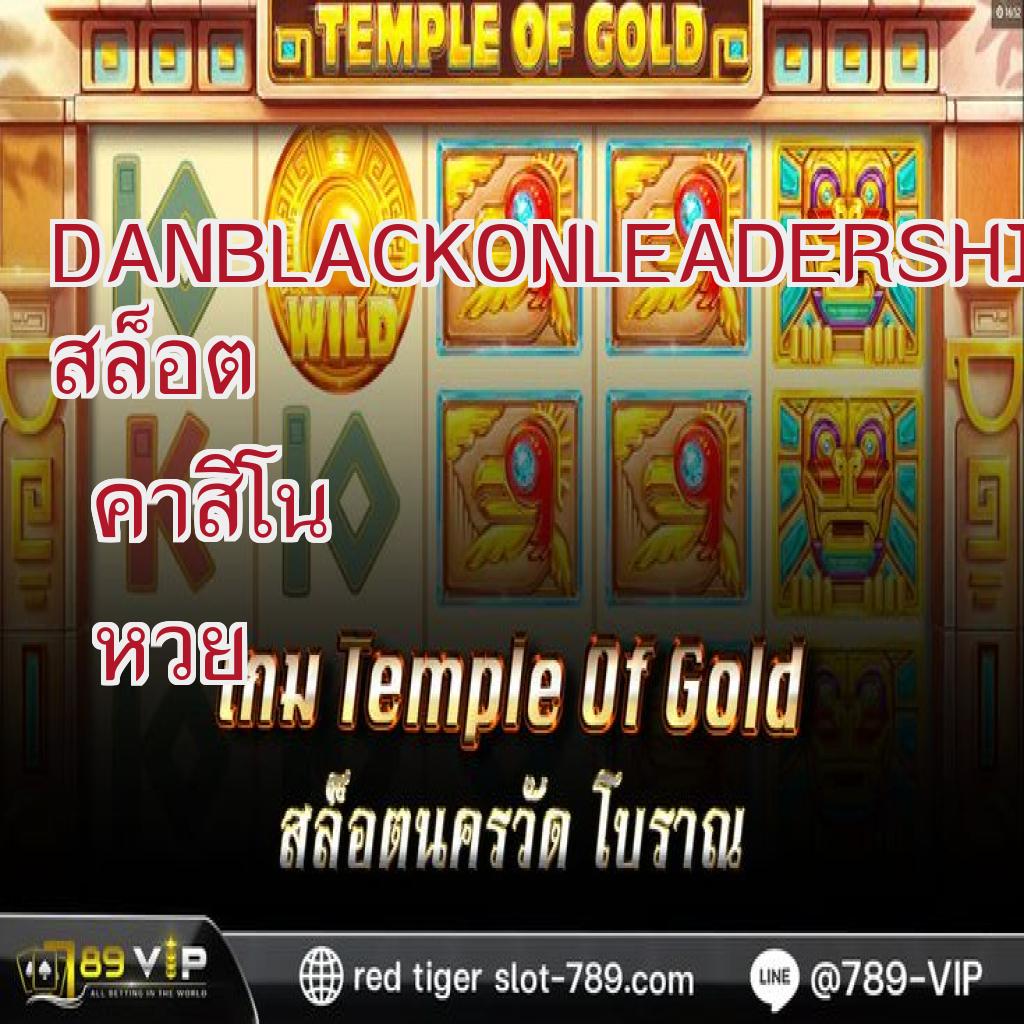 TEMPLE OF GOLD
DANBLACKONLEADERSHI
WILD
สล็อต
คาสิโน
หวย
เกม Temple Of Gold
สล็อตนครวัด โบราณ
789 VIP
ALL BETTING IN THE WORLD
red tiger slot-789.com
LINE @789-VIP